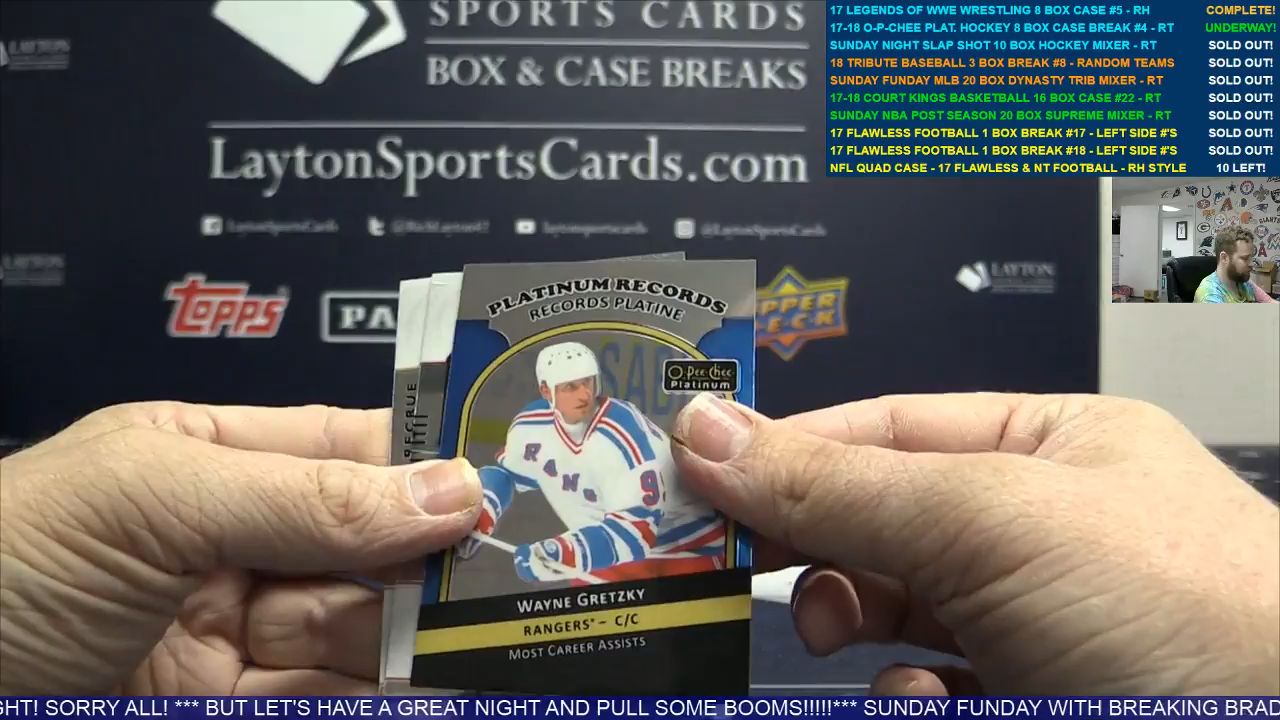 SPORTS CARDS
BOX & CASE BREAKS
LaytonSportsCards.com
LaytonSportsCards
LAYTON
TOPPS
PA
UPPER DECK
PLATINUM RECORDS
RECORDS PLATINE
O-Pee-Chee
Platinum
RANG
9
WAYNE GRETZKY
RANGERS - C/C
MOST CAREER ASSISTS
RECRUE
17 LEGENDS OF WWE WRESTLING 8 BOX CASE #5 - RH COMPLETE!
17-18 O-P-CHEE PLAT. HOCKEY 8 BOX CASE BREAK #4 - RT UNDERWAY!
SUNDAY NIGHT SLAP SHOT 10 BOX HOCKEY MIXER - RT SOLD OUT!
18 TRIBUTE BASEBALL 3 BOX BREAK #8 - RANDOM TEAMS SOLD OUT!
SUNDAY FUNDAY MLB 20 BOX DYNASTY TRIB MIXER - RT SOLD OUT!
17-18 COURT KINGS BASKETBALL 16 BOX CASE #22 - RT SOLD OUT!
SUNDAY NBA POST SEASON 20 BOX SUPREME MIXER - RT SOLD OUT!
17 FLAWLESS FOOTBALL 1 BOX BREAK #17 - LEFT SIDE #'S SOLD OUT!
17 FLAWLESS FOOTBALL 1 BOX BREAK #18 - LEFT SIDE #'S SOLD OUT!
NFL QUAD CASE - 17 FLAWLESS & NT FOOTBALL - RH STYLE 10 LEFT!
GHT! SORRY ALL! *** BUT LET'S HAVE A GREAT NIGHT AND PULL SOME BOOMS!!!!!*** SUNDAY FUNDAY WITH BREAKING BRAD